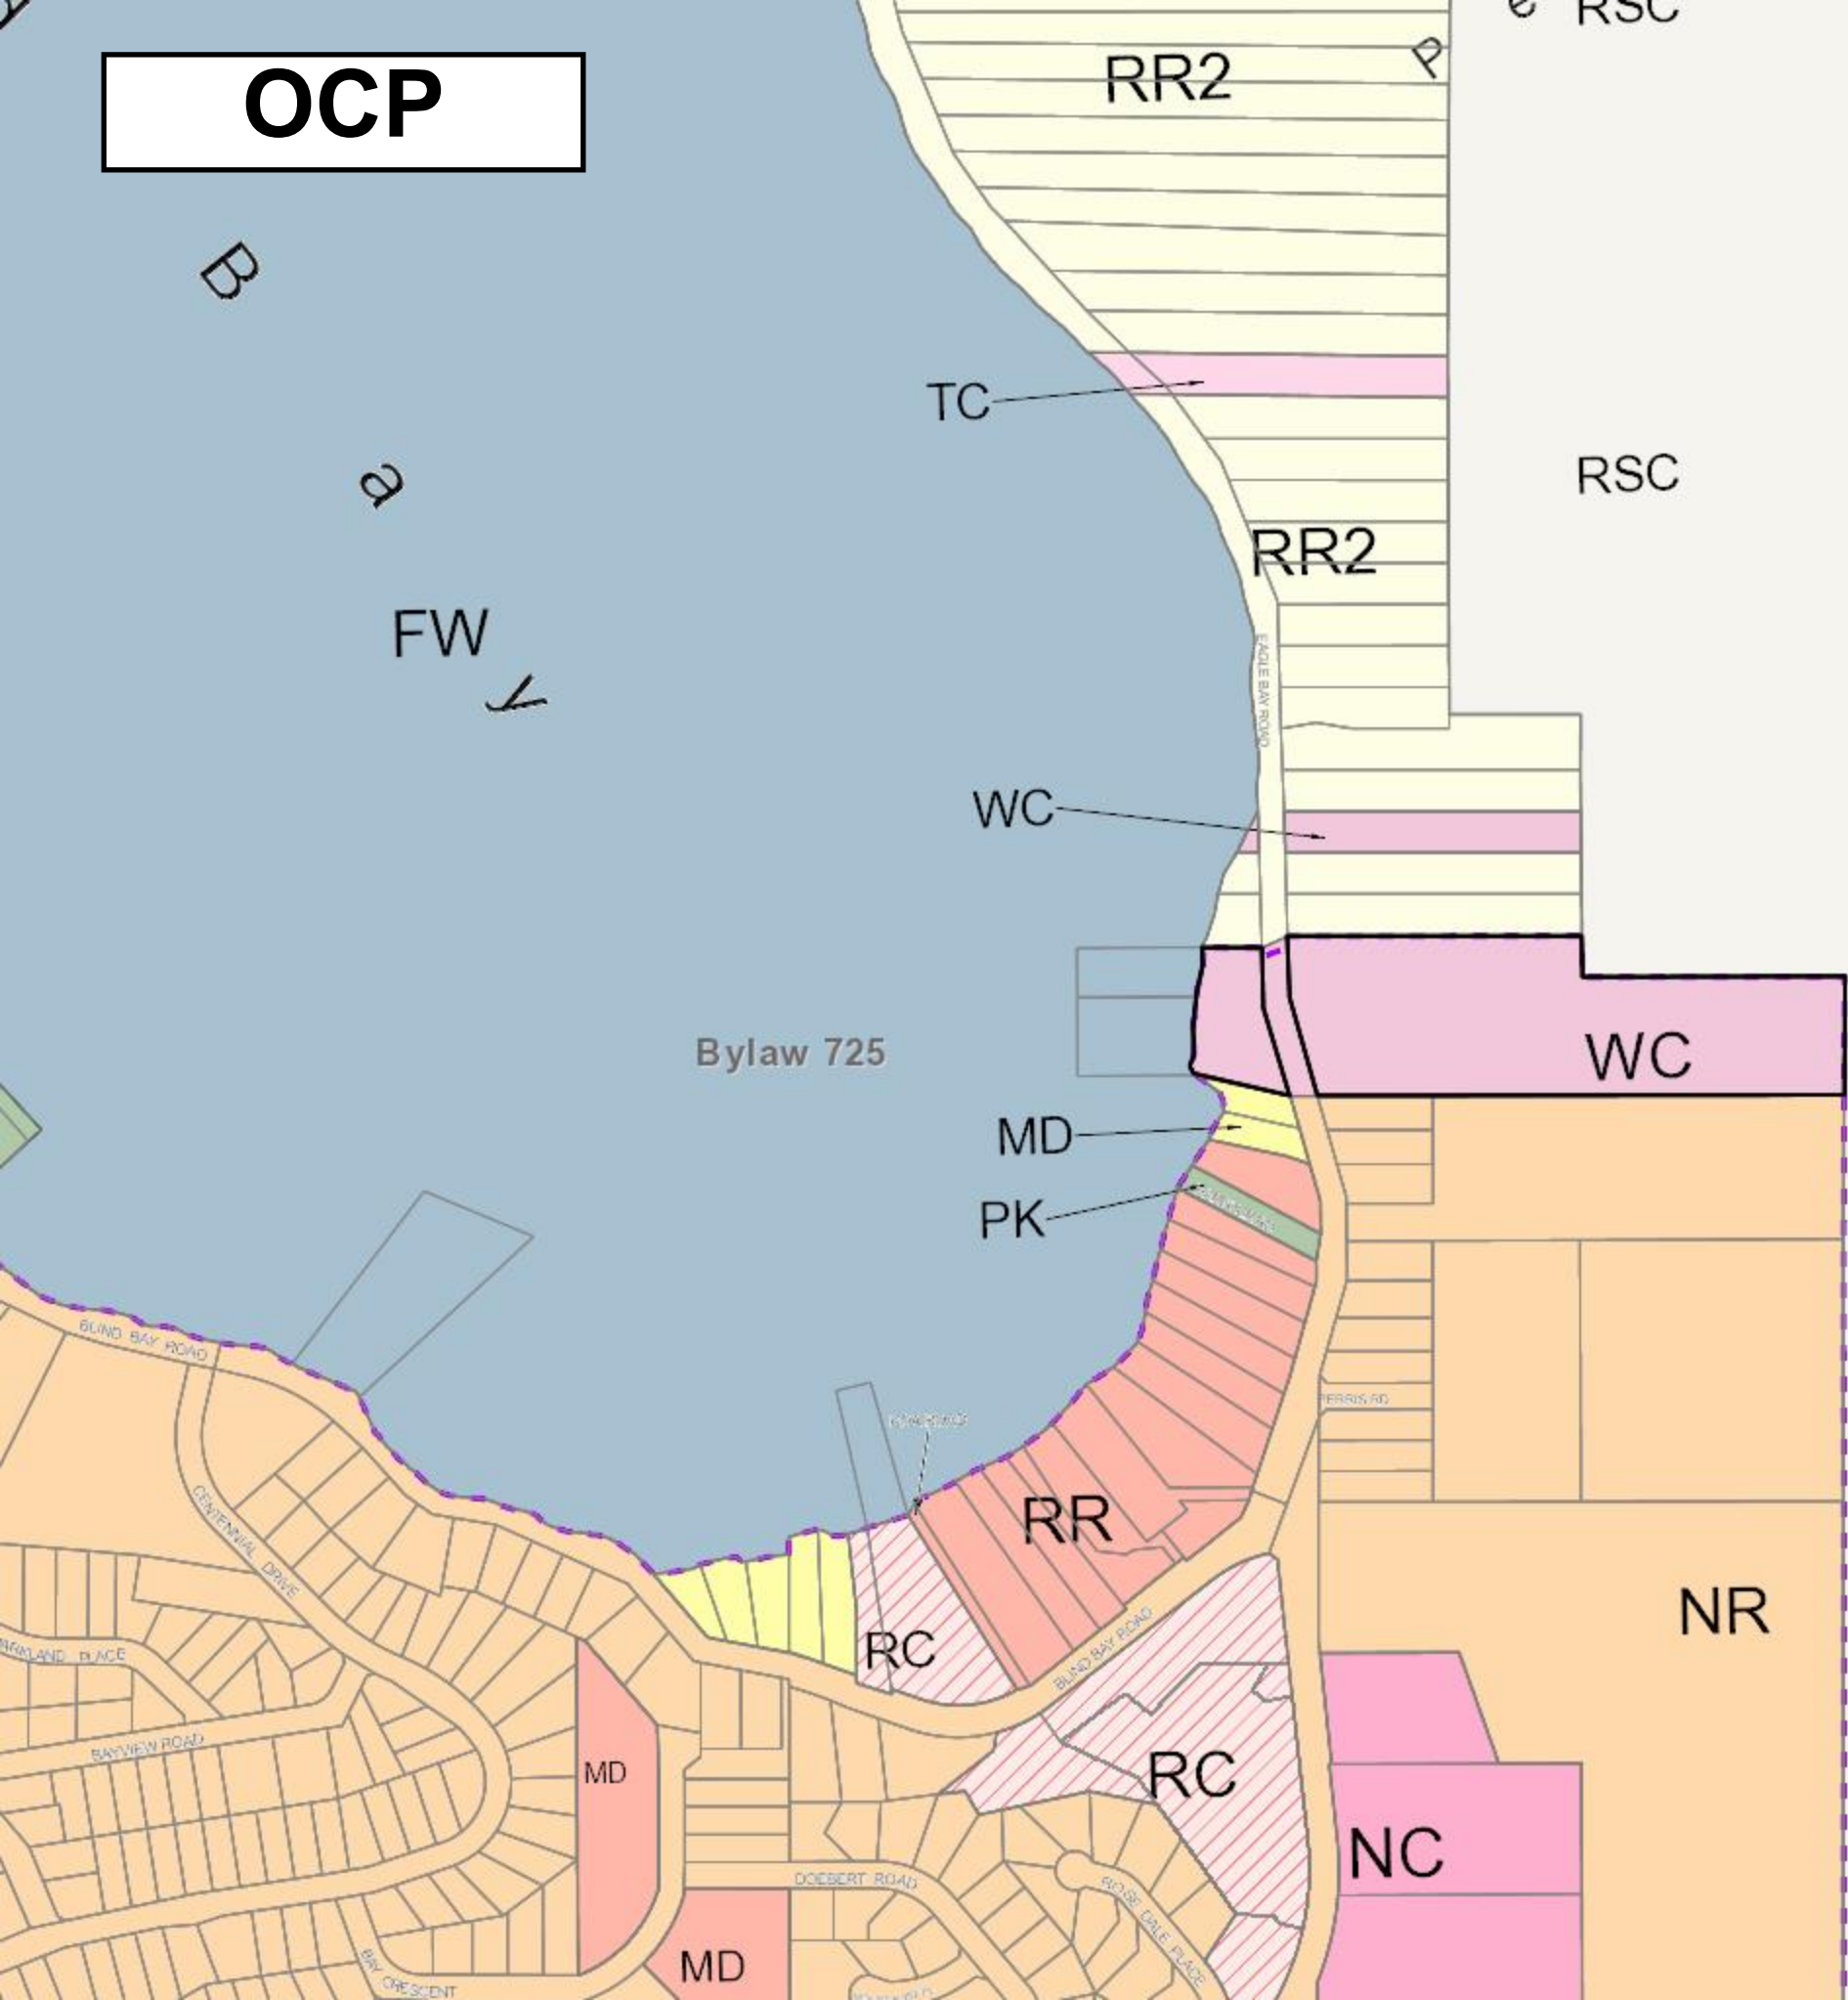 OCP
RSC
e
P
RR2
B
TC
RSC
a
RR2
FW
y
EAGLE BAY ROAD
WC
Bylaw 725
WC
MD
PK
BLIND BAY ROAD
CENTENNIAL DRIVE
RR
NR
RC
BLIND BAY ROAD
PLACE
BAYVIEW ROAD
MD
RC
NC
DOEBERT ROAD
ROSE DALE PLACE
MD
BAY CRESCENT